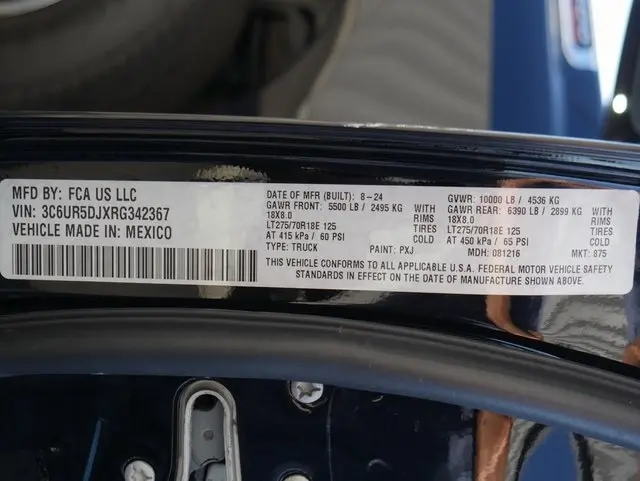 MFD BY: FCA US LLC
VIN: 3C6UR5DJXRG342367
VEHICLE MADE IN: MEXICO
DATE OF MFR (BUILT): 8-24 GVWR: 10000 LB / 4536 KG
GAWR FRONT: 5500 LB / 2495 KG WITH GAWR REAR: 6390 LB / 2899 KG WITH
18X8.0 RIMS 18X8.0 RIMS
LT275/70R18E 125 TIRES LT275/70R18E 125 TIRES
AT 415 kPa / 60 PSI COLD AT 450 kPa / 65 PSI COLD
TYPE: TRUCK PAINT: PXJ MDH: 081216 MKT: 875
THIS VEHICLE CONFORMS TO ALL APPLICABLE U.S.A. FEDERAL MOTOR VEHICLE SAFETY
STANDARDS IN EFFECT ON THE DATE OF MANUFACTURE SHOWN ABOVE.